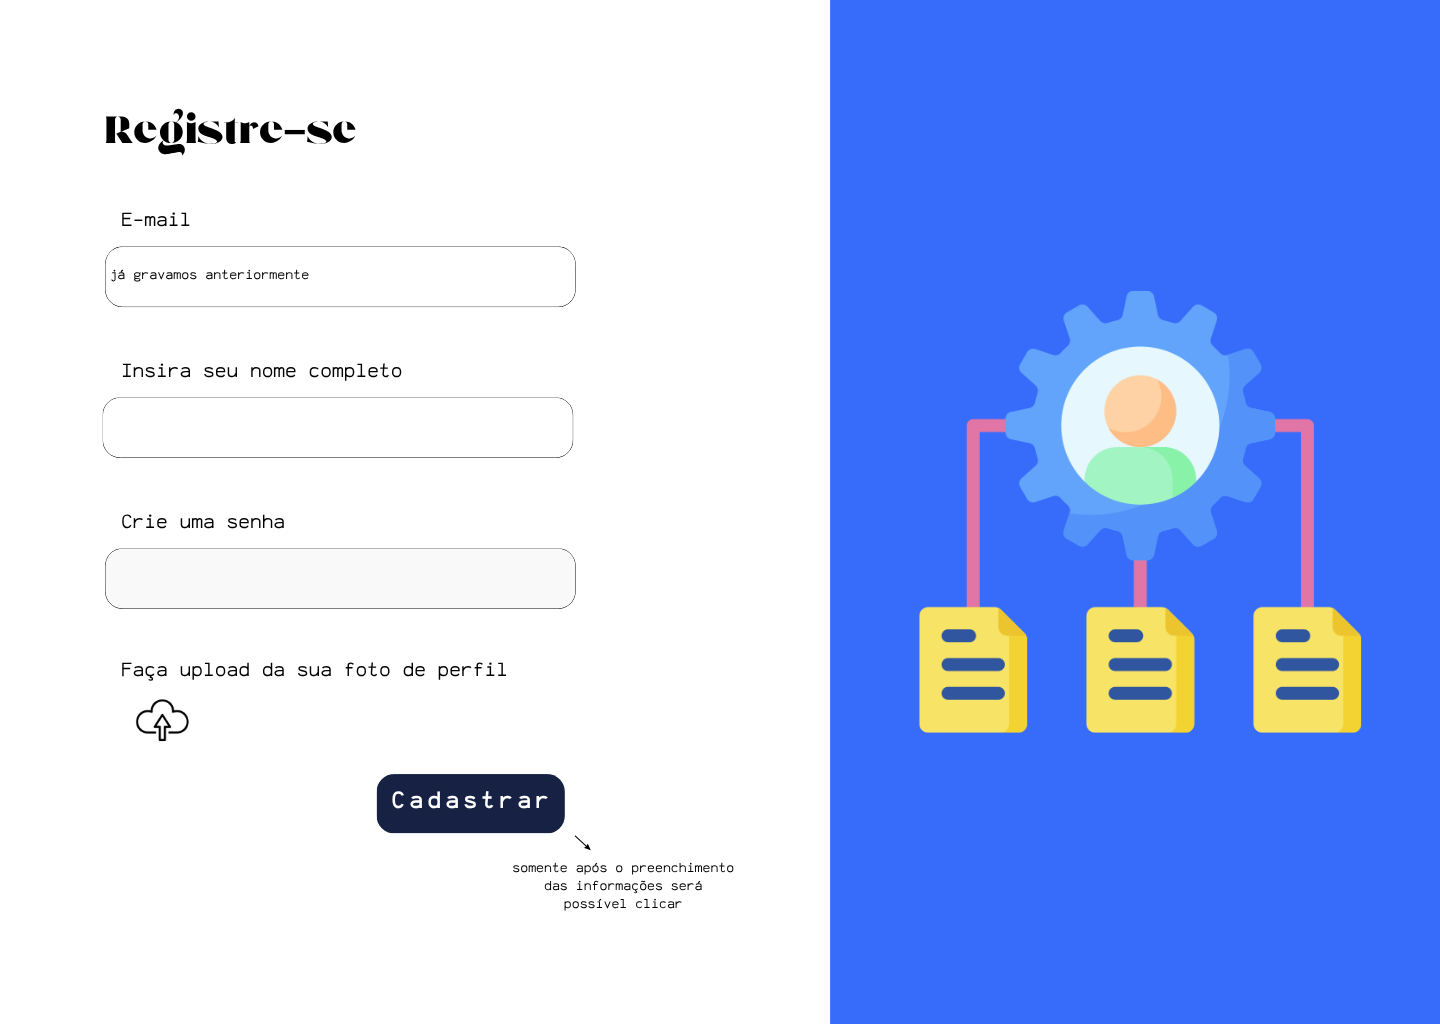 Registre-se
E-mail
já gravamos anteriormente
Insira seu nome completo
Crie uma senha
Faça upload da sua foto de perfil
Cadastrar
somente após o preenchimento
das informações será
possível clicar